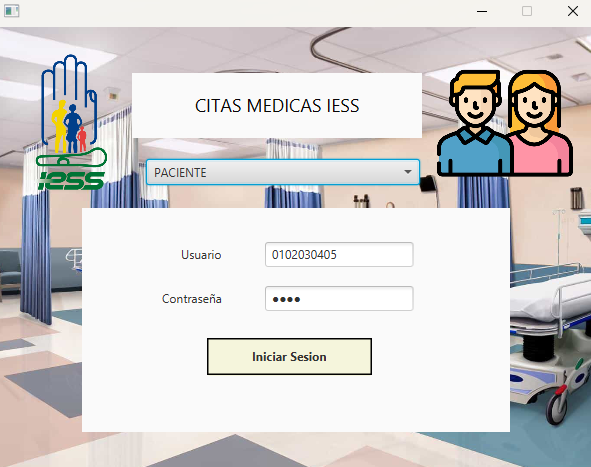 CITAS MEDICAS IESS
IESS
PACIENTE
Usuario
0102030405
Contraseña
Iniciar Sesion